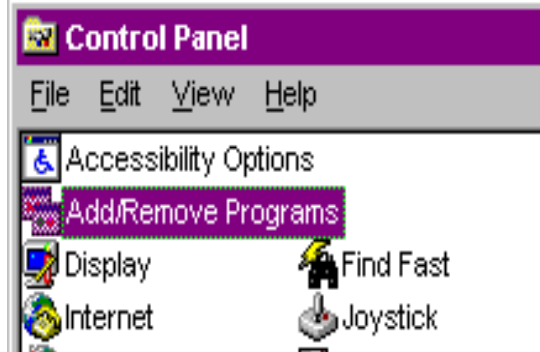 Control Panel
File Edit View Help
Accessibility Options
Add/Remove Programs
Display Find Fast
Internet Joystick